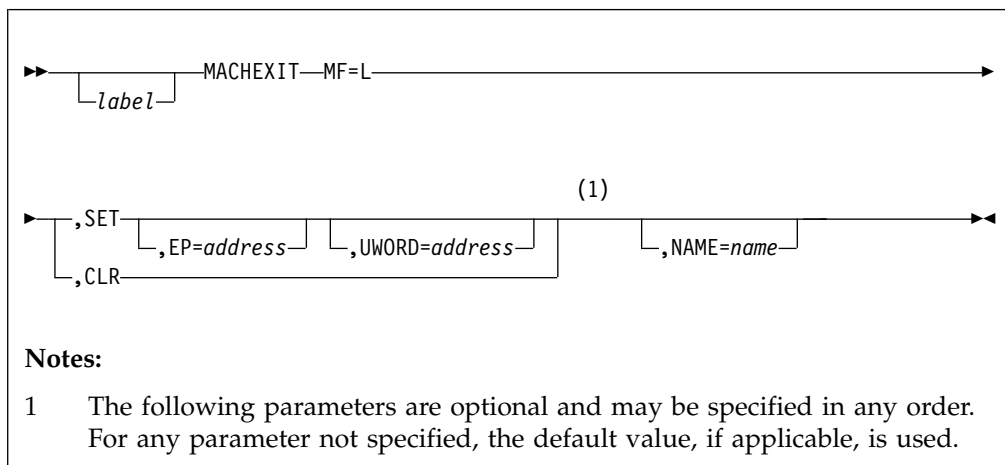 MACHEXIT MF=L
label
(1)
,SET
,EP=address ,UWORD=address ,NAME=name
,CLR
Notes:
1 The following parameters are optional and may be specified in any order.
For any parameter not specified, the default value, if applicable, is used.